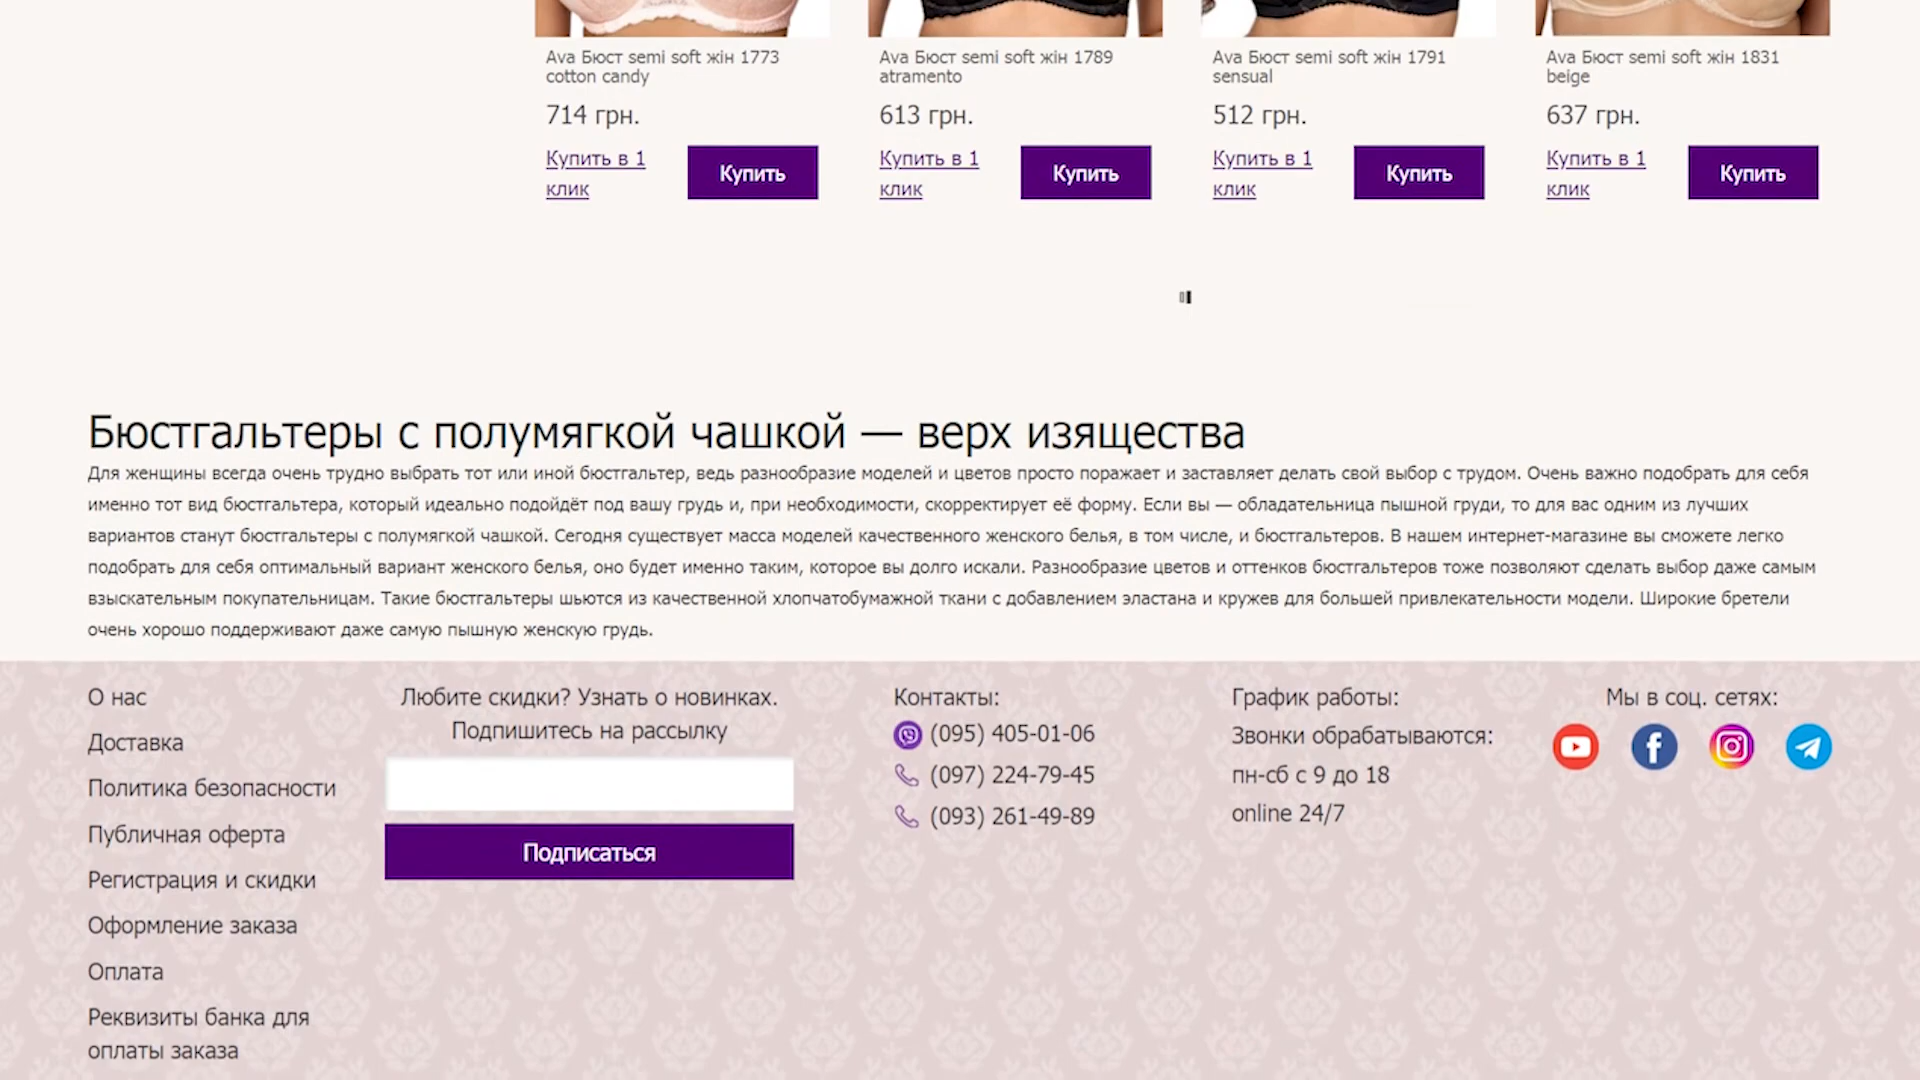 Ava Бюст semi soft жін 1773
cotton candy
714 грн.
Купить в 1
клик
Купить
Ava Бюст semi soft жін 1789
atramento
613 грн.
Купить в 1
клик
Купить
Ava Бюст semi soft жін 1791
sensual
512 грн.
Купить в 1
клик
Купить
Ava Бюст semi soft жін 1831
beige
637 грн.
Купить в 1
клик
Купить
Бюстгальтеры с полумягкой чашкой — верх изящества
Для женщины всегда очень трудно выбрать тот или иной бюстгальтер, ведь разнообразие моделей и цветов просто поражает и заставляет делать свой выбор с трудом. Очень важно подобрать для себя
именно тот вид бюстгальтера, который идеально подойдёт под вашу грудь и, при необходимости, скорректирует её форму. Если вы — обладательница пышной груди, то для вас одним из лучших
вариантов станут бюстгальтеры с полумягкой чашкой. Сегодня существует масса моделей качественного женского белья, в том числе, и бюстгальтеров. В нашем интернет-магазине вы сможете легко
подобрать для себя оптимальный вариант женского белья, оно будет именно таким, которое вы долго искали. Разнообразие цветов и оттенков бюстгальтеров тоже позволяют сделать выбор даже самым
взыскательным покупательницам. Такие бюстгальтеры шьются из качественной хлопчатобумажной ткани с добавлением эластана и кружев для большей привлекательности модели. Широкие бретели
очень хорошо поддерживают даже самую пышную женскую грудь.
О нас
Доставка
Политика безопасности
Публичная оферта
Регистрация и скидки
Оформление заказа
Оплата
Реквизиты банка для
оплаты заказа
Любите скидки? Узнать о новинках.
Подпишитесь на рассылку
Подписаться
Контакты:
(095) 405-01-06
(097) 224-79-45
(093) 261-49-89
График работы:
Звонки обрабатываются:
пн-сб с 9 до 18
online 24/7
Мы в соц. сетях: